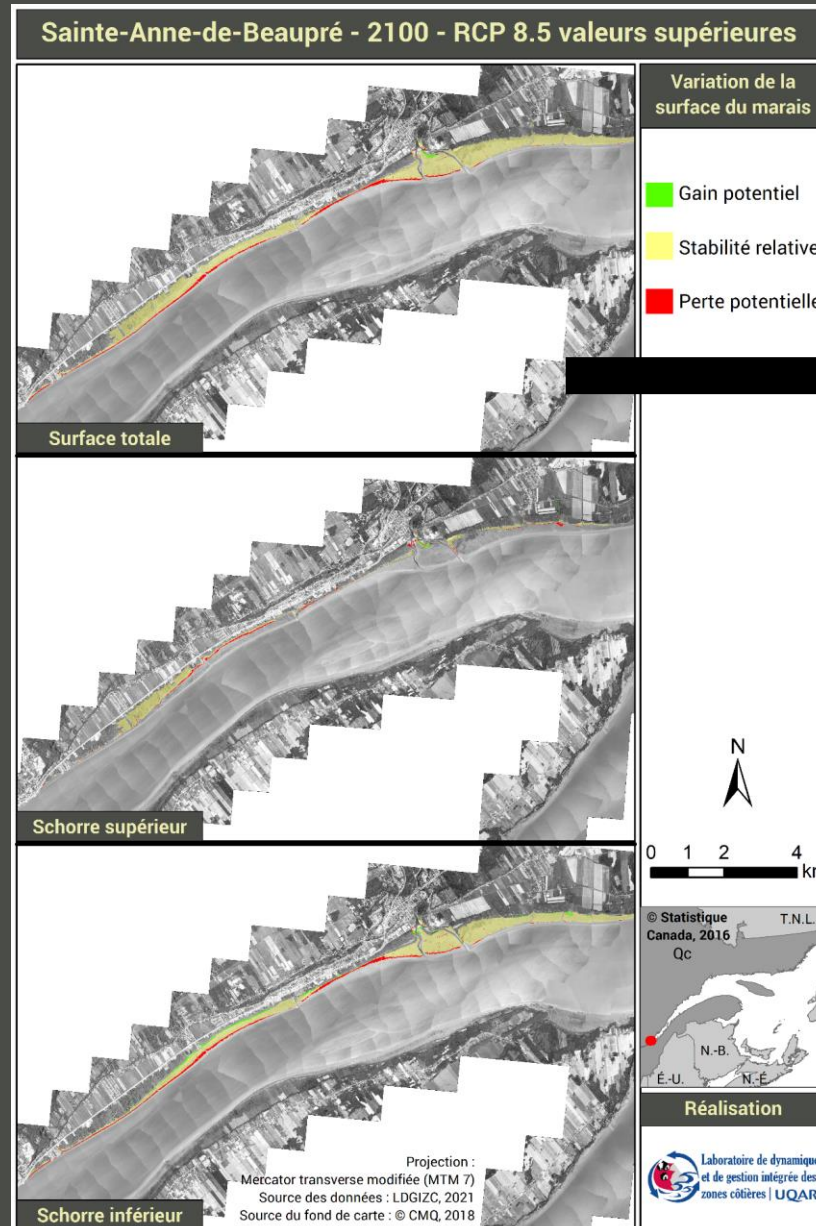 Sainte-Anne-de-Beaupré - 2100 - RCP 8.5 valeurs supérieures
Variation de la
surface du marais
Gain potentiel
Stabilité relative
Perte potentielle
Surface totale
Schorre supérieur
N
0 1 2 4
km
© Statistique
Canada, 2016
T.N.L.
Qc
N.-B.
É.-U.
N.-É.
Projection :
Mercator transverse modifiée (MTM 7)
Source des données : LDGIZC, 2021
Source du fond de carte : © CMQ, 2018
Schorre inférieur
Réalisation
Laboratoire de dynamique
et de gestion intégrée des
zones côtières | UQAR